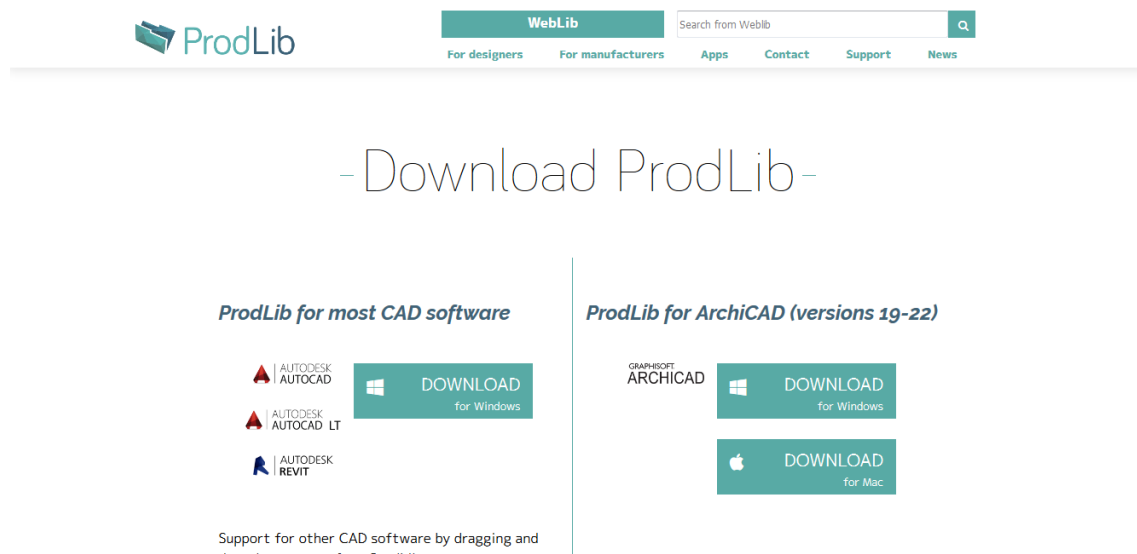 ProdLib
WebLib
Search from Weblib
For designers For manufacturers Apps Contact Support News
-Download ProdLib-
ProdLib for most CAD software
AUTODESK
AUTOCAD
AUTODESK
AUTOCAD LT
AUTODESK
REVIT
DOWNLOAD
for Windows
Support for other CAD software by dragging and
ProdLib for ArchiCAD (versions 19-22)
GRAPHISOFT
ARCHICAD
DOWNLOAD
for Windows
DOWNLOAD
for Mac